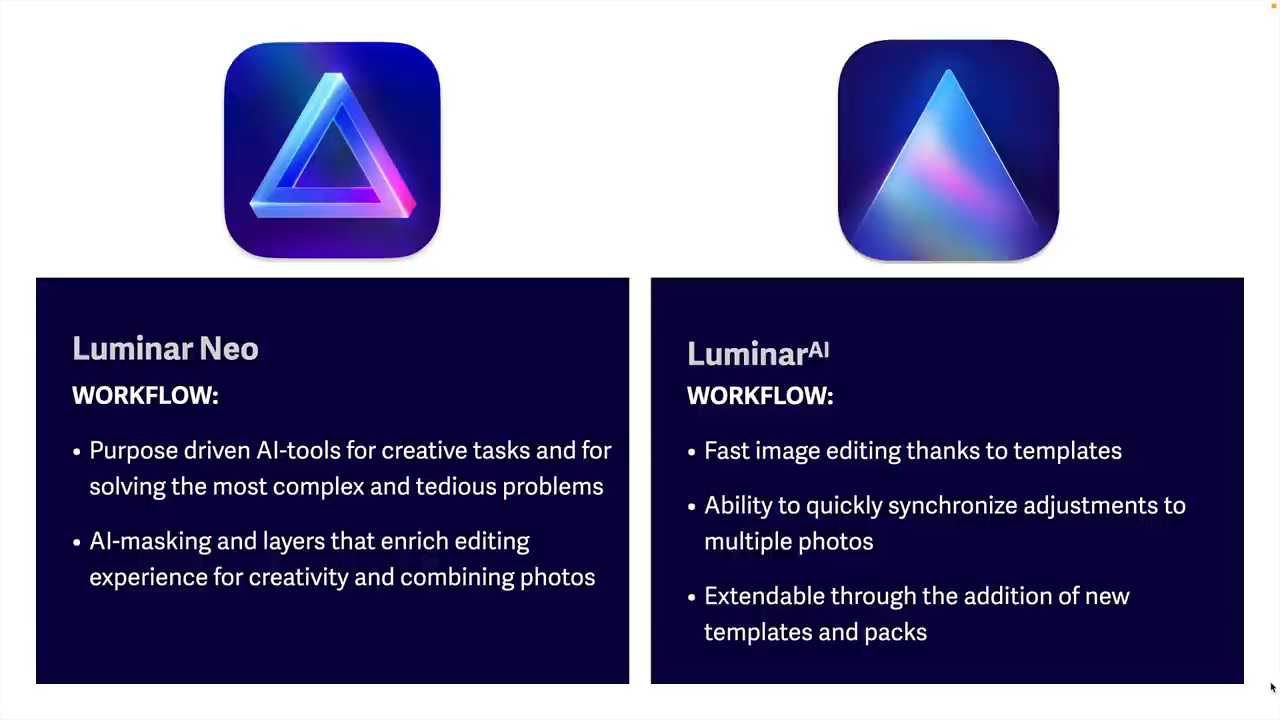 Luminar Neo
WORKFLOW:
• Purpose driven AI-tools for creative tasks and for
solving the most complex and tedious problems
• AI-masking and layers that enrich editing
experience for creativity and combining photos
LuminarAI
WORKFLOW:
• Fast image editing thanks to templates
• Ability to quickly synchronize adjustments to
multiple photos
• Extendable through the addition of new
templates and packs